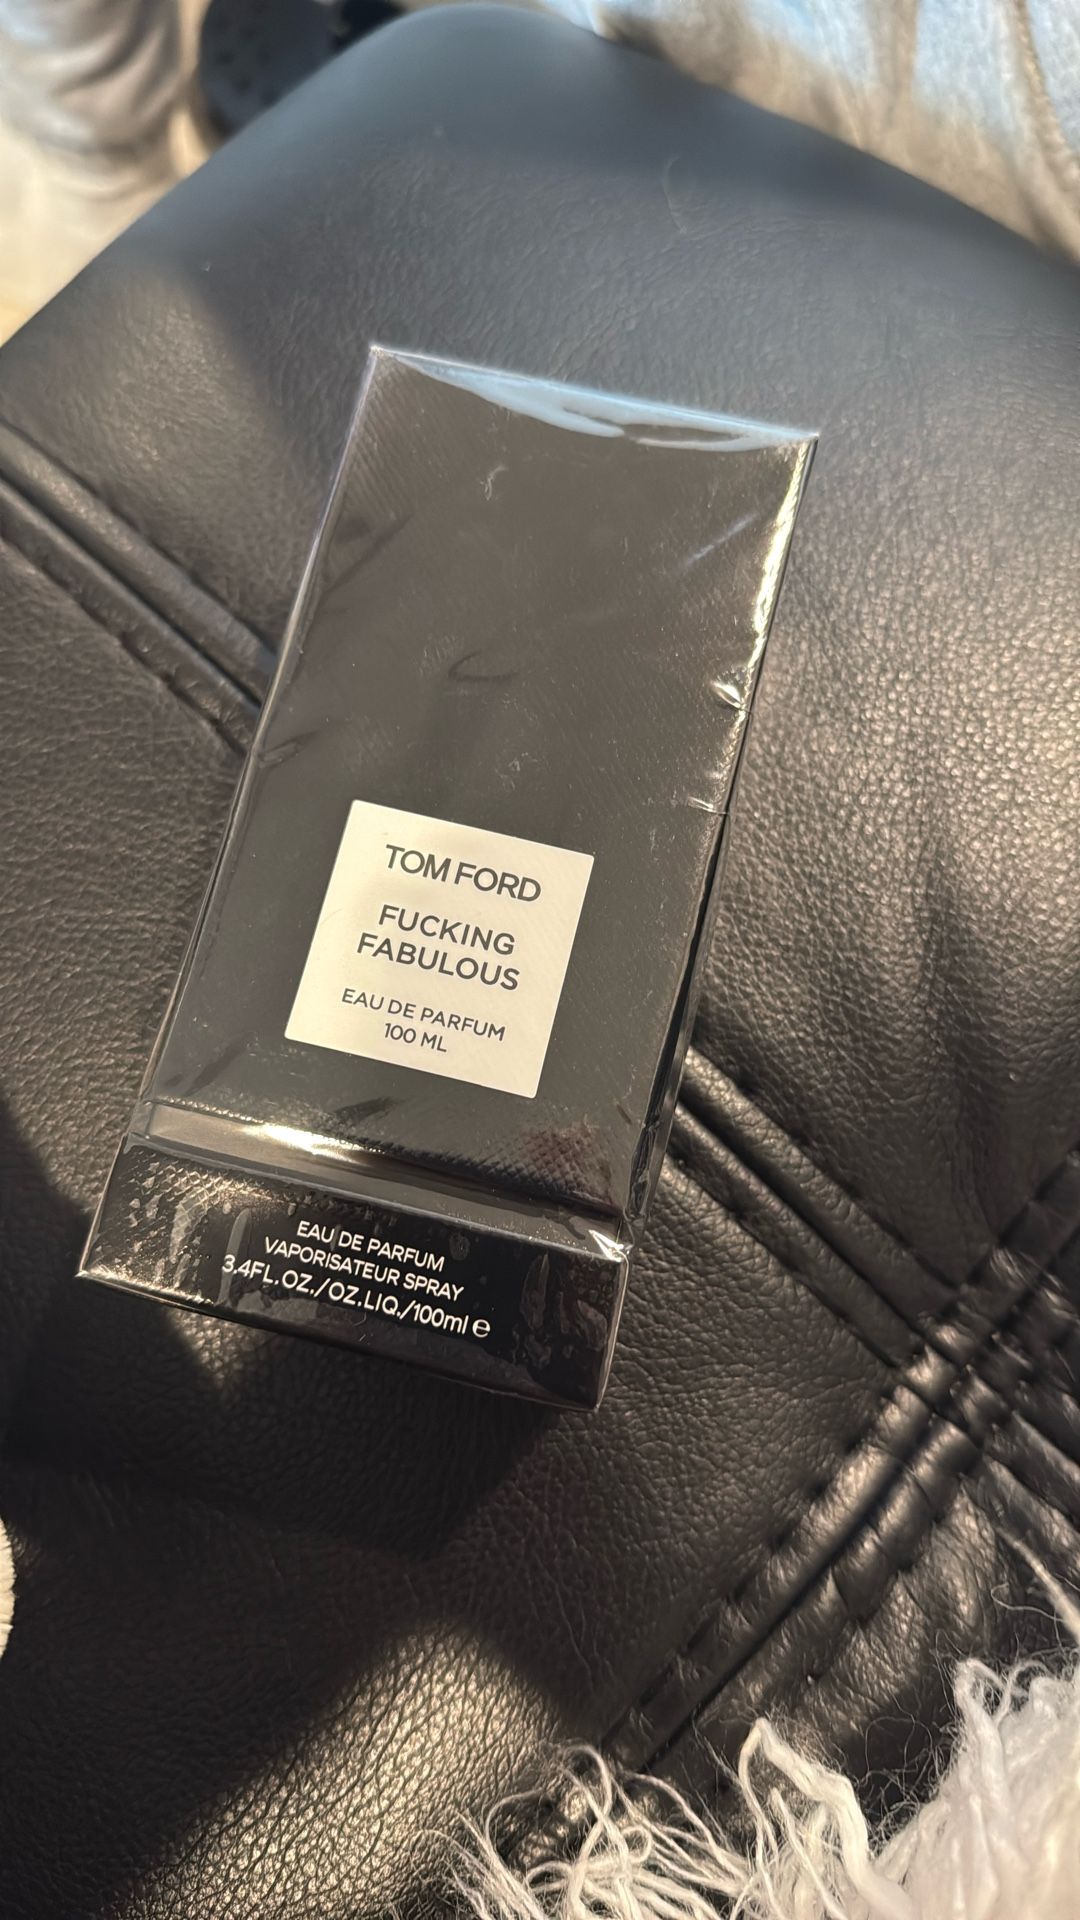 TOM FORD
FUCKING
FABULOUS
EAU DE PARFUM
100 ML
EAU DE PARFUM
VAPORISATEUR SPRAY
3.4FL.OZ./OZ.LIQ./100ml ℮